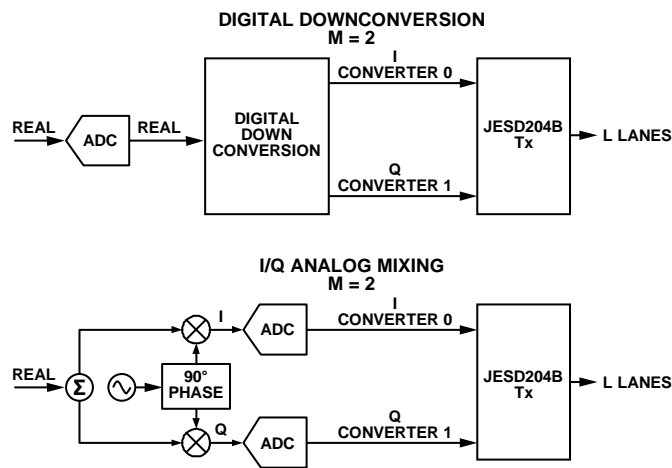 DIGITAL DOWNCONVERSION
M = 2
I
CONVERTER 0
REAL
ADC
REAL
DIGITAL
DOWN
CONVERSION
JESD204B
Tx
L LANES
Q
CONVERTER 1
I/Q ANALOG MIXING
M = 2
I
ADC
I
CONVERTER 0
REAL
Σ
90°
PHASE
JESD204B
Tx
L LANES
Q
ADC
Q
CONVERTER 1